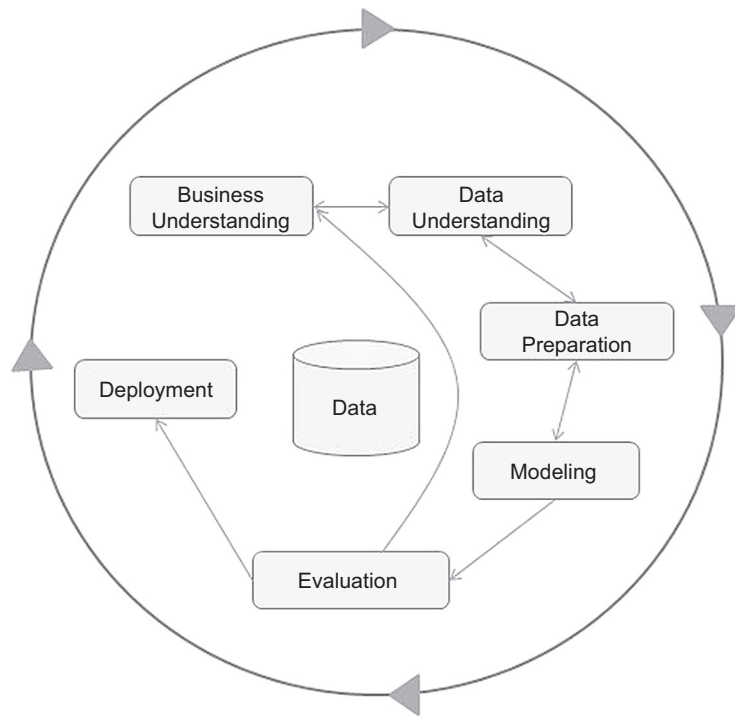 Business
Understanding
Data
Understanding
Data
Preparation
Deployment
Data
Modeling
Evaluation